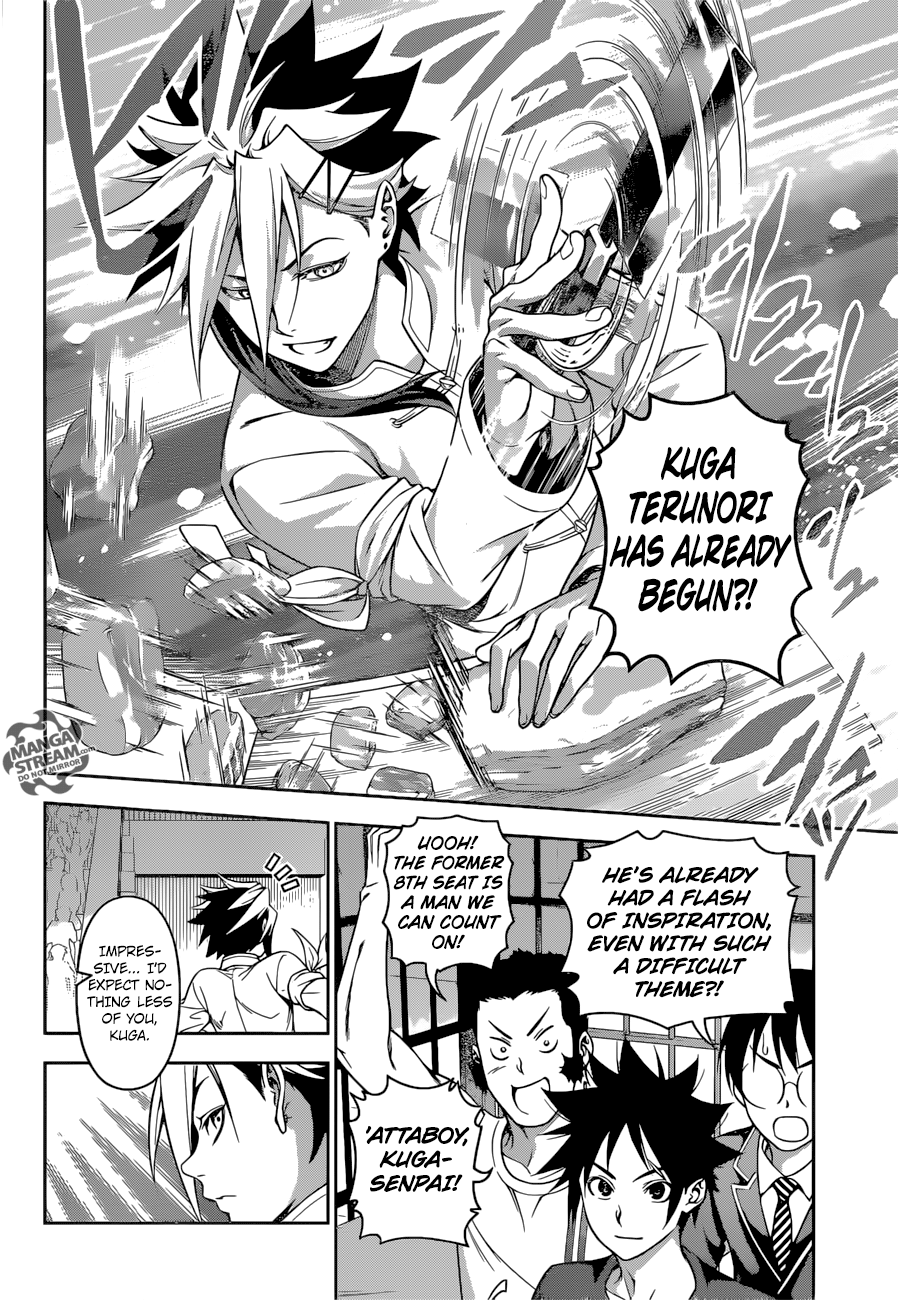 KUGA
TERUNORI
HAS ALREADY
BEGUN?!
MANGA
STREAM.com
DO NOT MIRROR!
HE'S ALREADY
HAD A FLASH
OF INSPIRATION,
EVEN WITH SUCH
A DIFFICULT
THEME?!
UOOH!
THE FORMER
8TH SEAT IS
A MAN WE
CAN COUNT
ON!
'ATTABOY,
KUGA-
SENPAI!
IMPRES-
SIVE... I'D
EXPECT NO-
THING LESS
OF YOU,
KUGA.